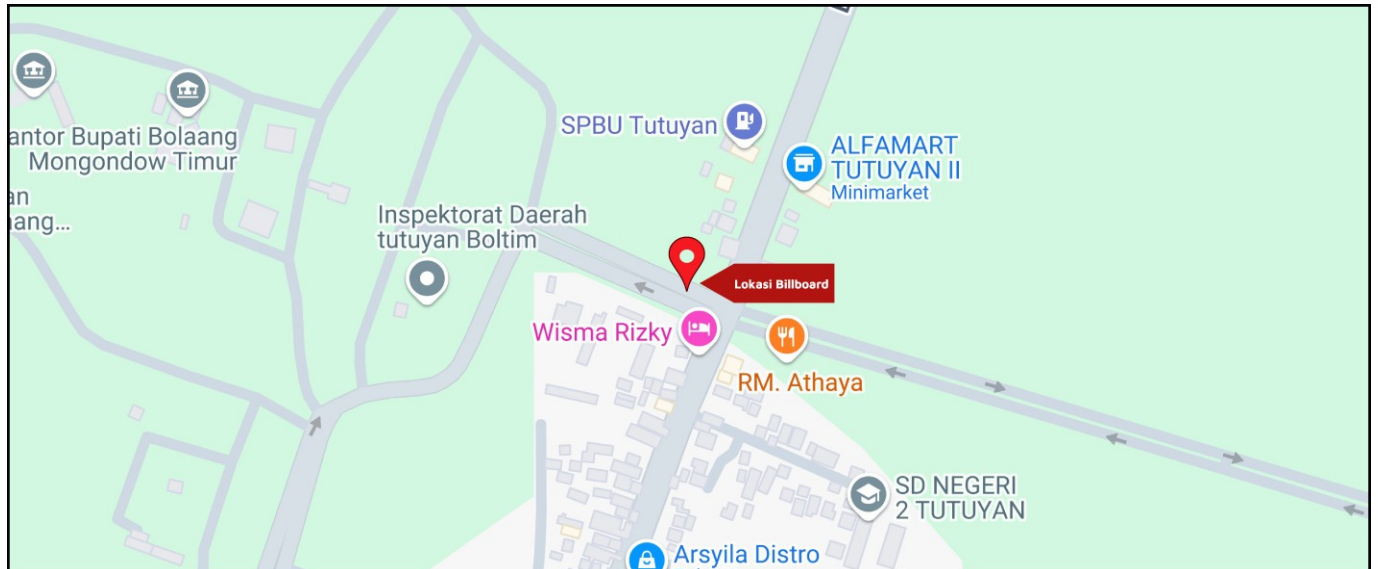 antor Bupati Bolaang
Mongondow Timur
an
ang...
SPBU Tutuyan
ALFAMART
TUTUYAN II
Minimarket
Inspektorat Daerah
tutuyan Boltim
Lokasi Billboard
Wisma Rizky
RM. Athaya
SD NEGERI
2 TUTUYAN
Arsyila Distro